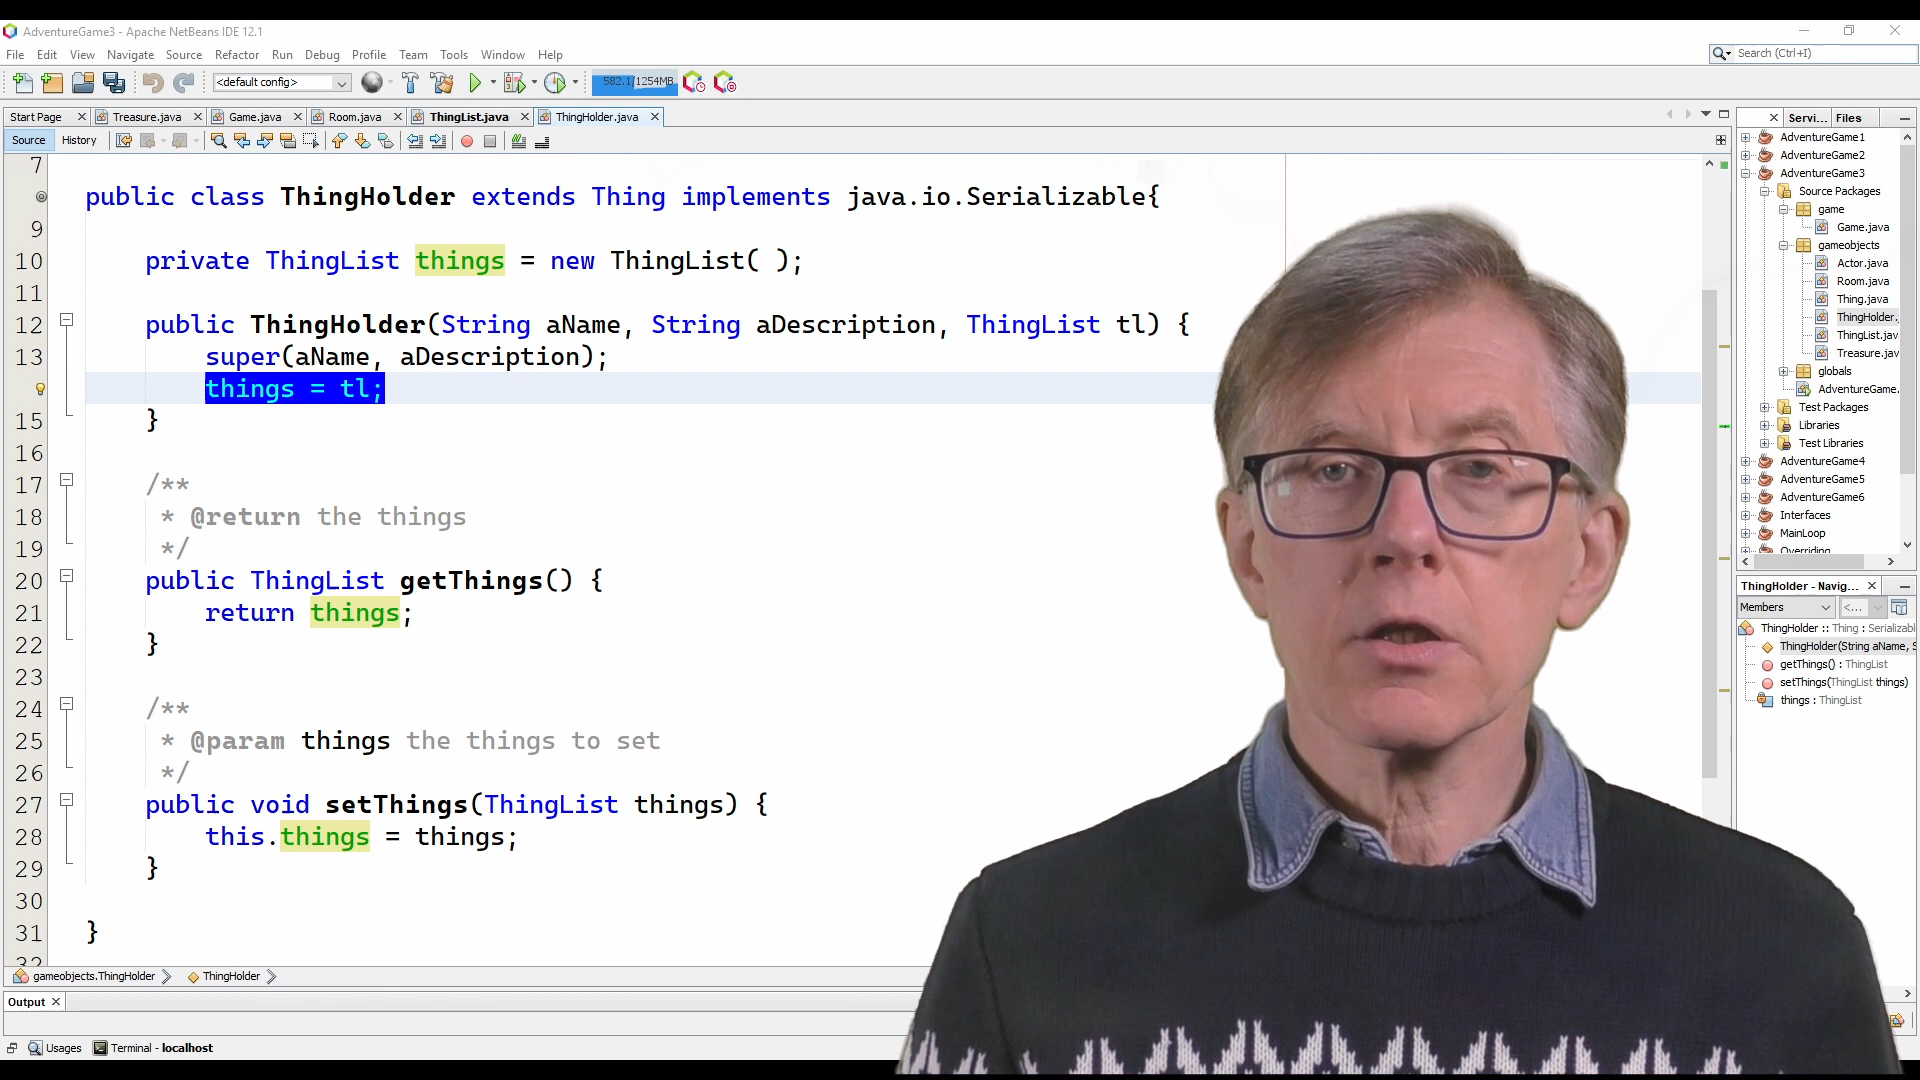 AdventureGame3 - Apache NetBeans IDE 12.1
File Edit View Navigate Source Refactor Run Debug Profile Team Tools Window Help
Search (Ctrl+I)
<default config>
582.1/1254MB
Start Page Treasure.java Game.java Room.java ThingList.java ThingHolder.java
Source History
7
public class ThingHolder extends Thing implements java.io.Serializable{
9
10 private ThingList things = new ThingList( );
11
12 public ThingHolder(String aName, String aDescription, ThingList tl) {
13 super(aName, aDescription);
things = tl;
15 }
16
17 /**
18 * @return the things
19 */
20 public ThingList getThings() {
21 return things;
22 }
23
24 /**
25 * @param things the things to set
26 */
27 public void setThings(ThingList things) {
28 this.things = things;
29 }
30
31 }
32
gameobjects.ThingHolder ThingHolder
Output
Usages Terminal - localhost
Servi... Files
AdventureGame1
AdventureGame2
AdventureGame3
Source Packages
game
Game.java
gameobjects
Actor.java
Room.java
Thing.java
ThingHolder.
ThingList.jav
Treasure.jav
globals
AdventureGame.
Test Packages
Libraries
Test Libraries
AdventureGame4
AdventureGame5
AdventureGame6
Interfaces
MainLoop
Overriding
ThingHolder - Navig...
Members <...
ThingHolder :: Thing : Serializabl
ThingHolder(String aName, S
getThings() : ThingList
setThings(ThingList things)
things : ThingList